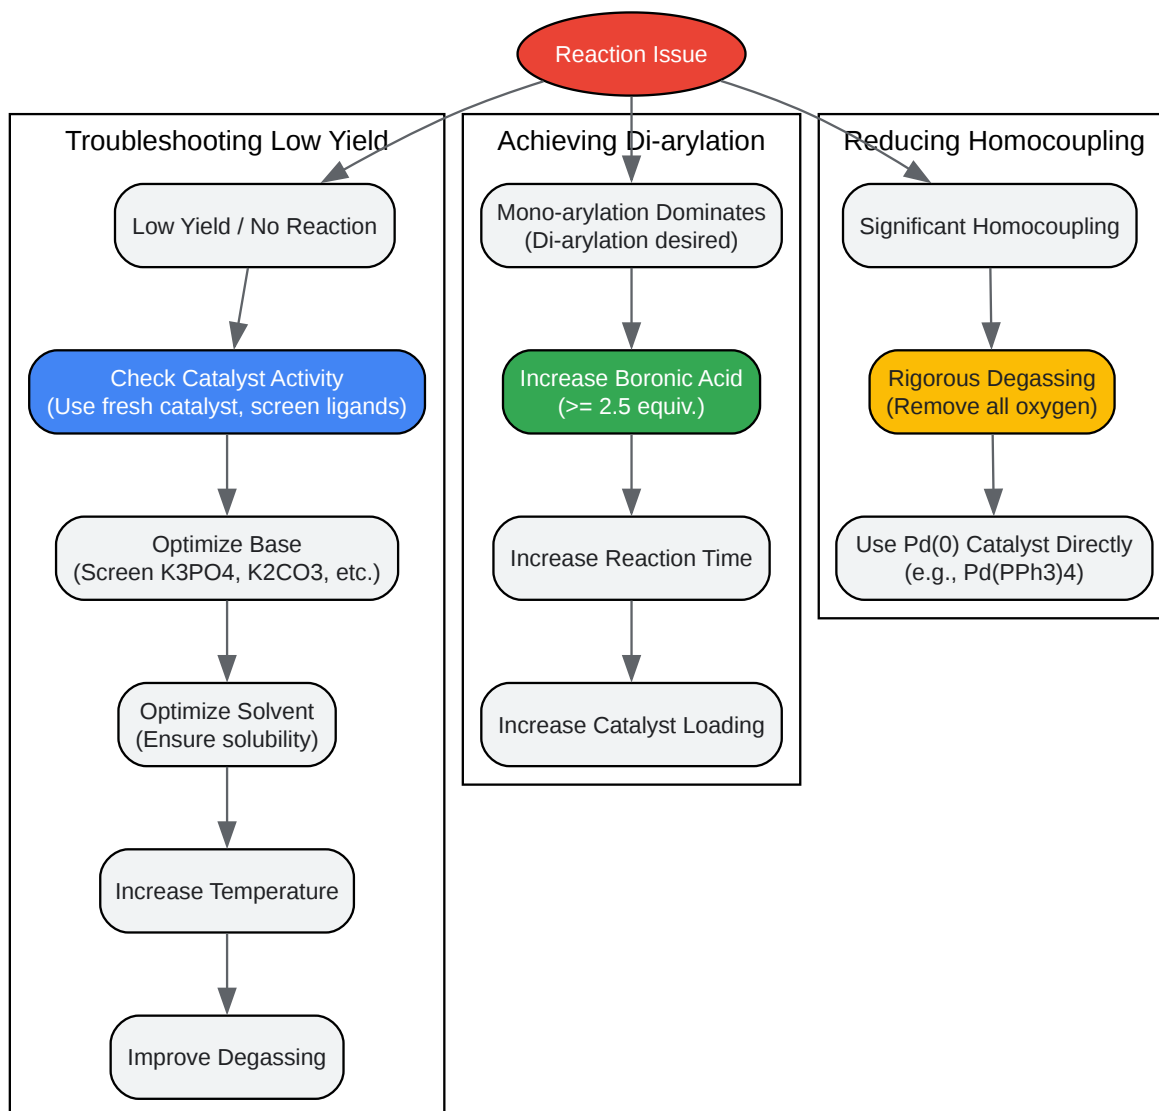 Reaction Issue
Troubleshooting Low Yield
Low Yield / No Reaction
Check Catalyst Activity
(Use fresh catalyst, screen ligands)
Optimize Base
(Screen K3PO4, K2CO3, etc.)
Optimize Solvent
(Ensure solubility)
Increase Temperature
Improve Degassing
Achieving Di-arylation
Mono-arylation Dominates
(Di-arylation desired)
Increase Boronic Acid
(>= 2.5 equiv.)
Increase Reaction Time
Increase Catalyst Loading
Reducing Homocoupling
Significant Homocoupling
Rigorous Degassing
(Remove all oxygen)
Use Pd(0) Catalyst Directly
(e.g., Pd(PPh3)4)